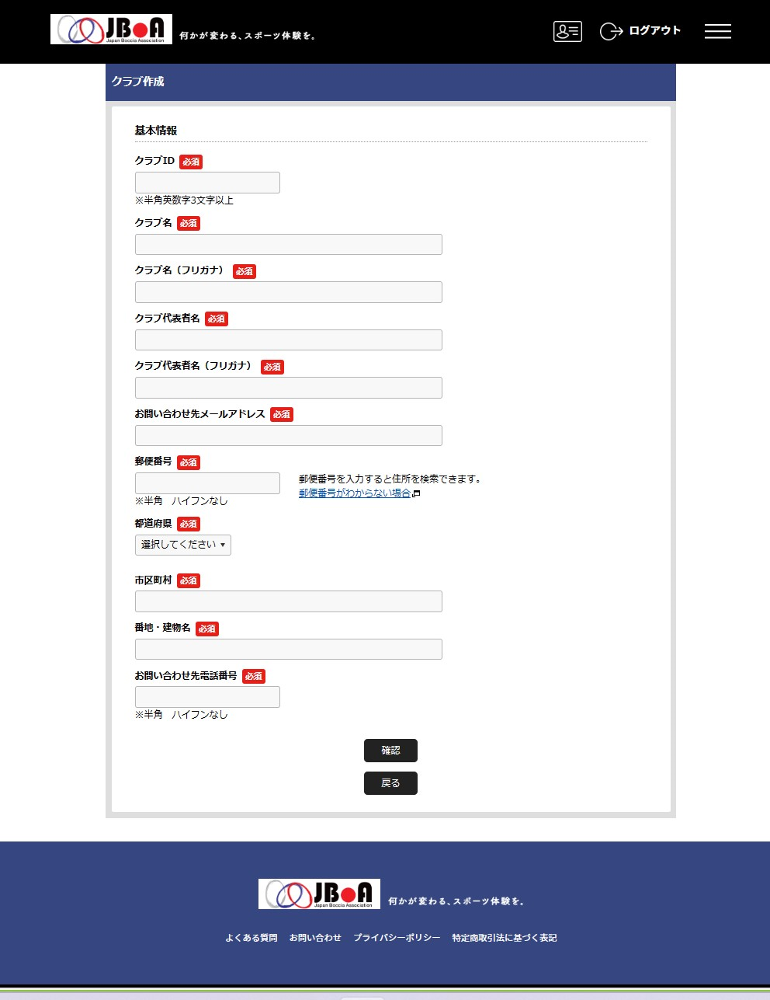 JBoA
Japan Boccia Association
何かが変わる、スポーツ体験を。
ログアウト
クラブ作成
基本情報
クラブID 必須
※半角英数字3文字以上
クラブ名 必須
クラブ名（フリガナ） 必須
クラブ代表者名 必須
クラブ代表者名（フリガナ） 必須
お問い合わせ先メールアドレス 必須
郵便番号 必須
郵便番号を入力すると住所を検索できます。
郵便番号がわからない場合
※半角　ハイフンなし
都道府県 必須
選択してください ▼
市区町村 必須
番地・建物名 必須
お問い合わせ先電話番号 必須
※半角　ハイフンなし
確認
戻る
JBoA
Japan Boccia Association
何かが変わる、スポーツ体験を。
よくある質問 お問い合わせ プライバシーポリシー 特定商取引法に基づく表記